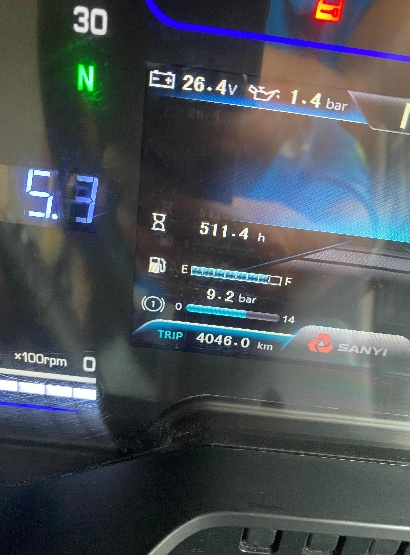 30
N
26.4V 1.4 bar
5.3
511.4 h
E F
9.2 bar
1 0 14
×100rpm 0
TRIP 4046.0 km
SANYI